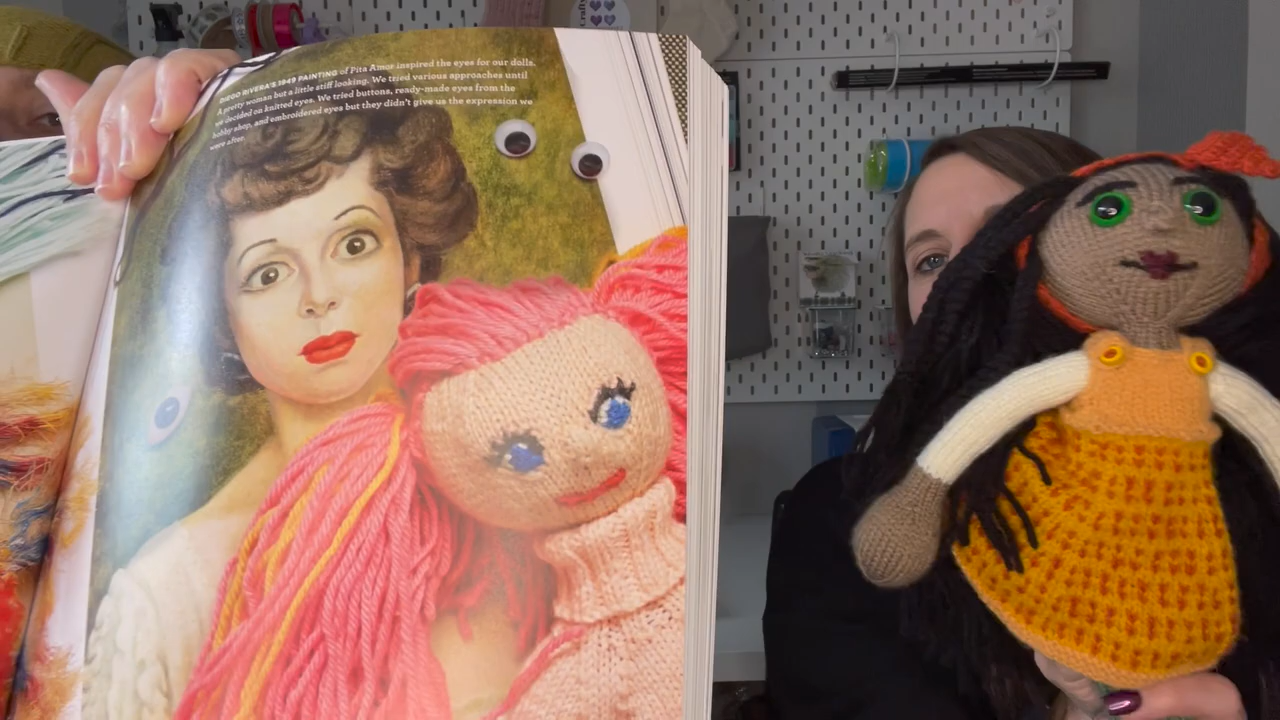 DIEGO RIVERA'S 1949 PAINTING of Pita Amor inspired the eyes for our dolls.
A pretty woman but a little stiff looking. We tried various approaches until
we decided on knitted eyes. We tried buttons, ready-made eyes from the
hobby shop, and embroidered eyes but they didn't give us the expression we
were after.